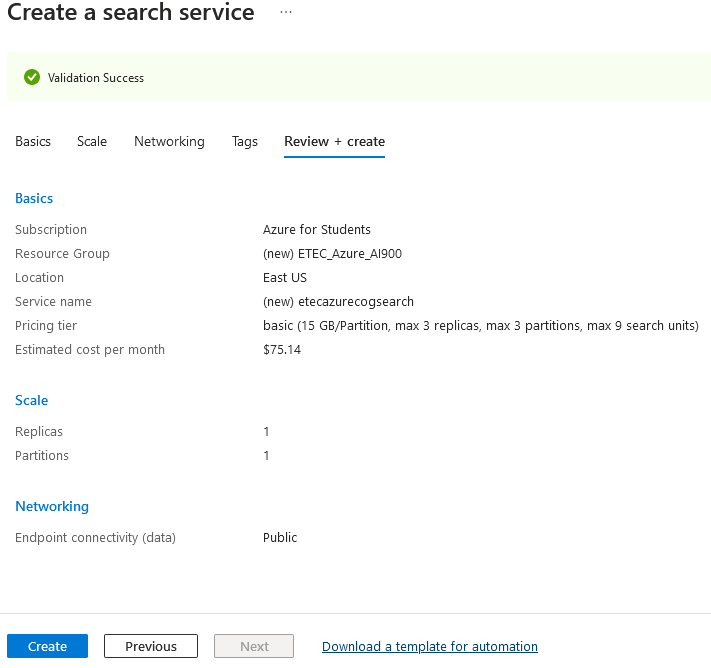 Create a search service ...
Validation Success
Basics Scale Networking Tags Review + create
Basics
Subscription Azure for Students
Resource Group (new) ETEC_Azure_AI900
Location East US
Service name (new) etecazurecogsearch
Pricing tier basic (15 GB/Partition, max 3 replicas, max 3 partitions, max 9 search units)
Estimated cost per month $75.14
Scale
Replicas 1
Partitions 1
Networking
Endpoint connectivity (data) Public
Create Previous Next Download a template for automation